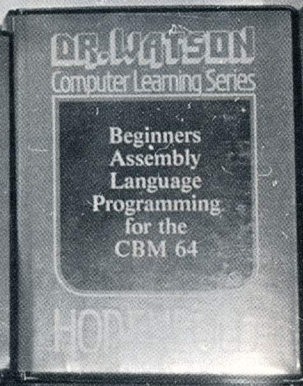 DR. WATSON
Computer Learning Series
Beginners
Assembly
Language
Programming
for the
CBM 64